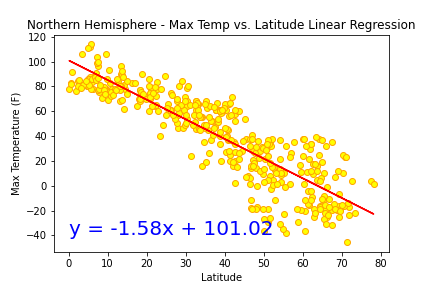 Northern Hemisphere - Max Temp vs. Latitude Linear Regression
120
100
80
60
40
20
0
−20
−40
Max Temperature (F)
y = -1.58x + 101.02
0 10 20 30 40 50 60 70 80
Latitude